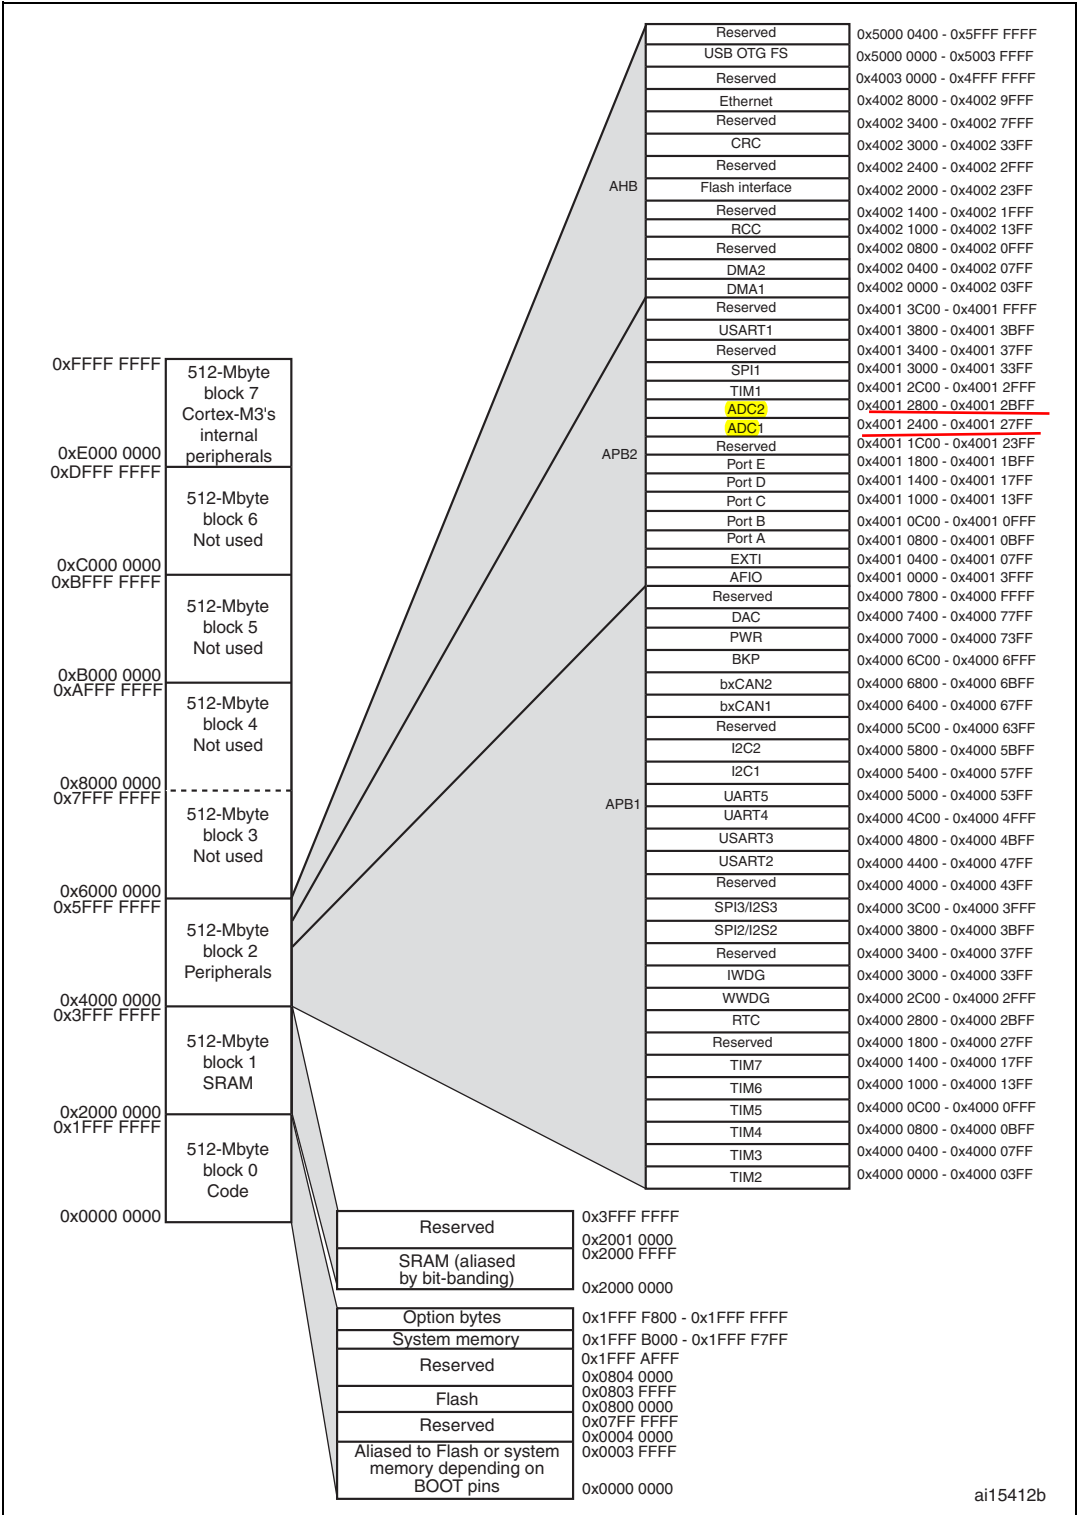 Reserved 0x5000 0400 - 0x5FFF FFFF
USB OTG FS 0x5000 0000 - 0x5003 FFFF
Reserved 0x4003 0000 - 0x4FFF FFFF
Ethernet 0x4002 8000 - 0x4002 9FFF
Reserved 0x4002 3400 - 0x4002 7FFF
CRC 0x4002 3000 - 0x4002 33FF
Reserved 0x4002 2400 - 0x4002 2FFF
AHB
Flash interface 0x4002 2000 - 0x4002 23FF
Reserved 0x4002 1400 - 0x4002 1FFF
RCC 0x4002 1000 - 0x4002 13FF
Reserved 0x4002 0800 - 0x4002 0FFF
DMA2 0x4002 0400 - 0x4002 07FF
DMA1 0x4002 0000 - 0x4002 03FF
Reserved 0x4001 3C00 - 0x4001 FFFF
USART1 0x4001 3800 - 0x4001 3BFF
Reserved 0x4001 3400 - 0x4001 37FF
SPI1 0x4001 3000 - 0x4001 33FF
TIM1 0x4001 2C00 - 0x4001 2FFF
ADC2 0x4001 2800 - 0x4001 2BFF
ADC1 0x4001 2400 - 0x4001 27FF
Reserved 0x4001 1C00 - 0x4001 23FF
APB2
Port E 0x4001 1800 - 0x4001 1BFF
Port D 0x4001 1400 - 0x4001 17FF
Port C 0x4001 1000 - 0x4001 13FF
Port B 0x4001 0C00 - 0x4001 0FFF
Port A 0x4001 0800 - 0x4001 0BFF
EXTI 0x4001 0400 - 0x4001 07FF
AFIO 0x4001 0000 - 0x4001 3FFF
Reserved 0x4000 7800 - 0x4000 FFFF
DAC 0x4000 7400 - 0x4000 77FF
PWR 0x4000 7000 - 0x4000 73FF
BKP 0x4000 6C00 - 0x4000 6FFF
bxCAN2 0x4000 6800 - 0x4000 6BFF
bxCAN1 0x4000 6400 - 0x4000 67FF
Reserved 0x4000 5C00 - 0x4000 63FF
I2C2 0x4000 5800 - 0x4000 5BFF
I2C1 0x4000 5400 - 0x4000 57FF
UART5 0x4000 5000 - 0x4000 53FF
APB1
UART4 0x4000 4C00 - 0x4000 4FFF
USART3 0x4000 4800 - 0x4000 4BFF
USART2 0x4000 4400 - 0x4000 47FF
Reserved 0x4000 4000 - 0x4000 43FF
SPI3/I2S3 0x4000 3C00 - 0x4000 3FFF
SPI2/I2S2 0x4000 3800 - 0x4000 3BFF
Reserved 0x4000 3400 - 0x4000 37FF
IWDG 0x4000 3000 - 0x4000 33FF
WWDG 0x4000 2C00 - 0x4000 2FFF
RTC 0x4000 2800 - 0x4000 2BFF
Reserved 0x4000 1800 - 0x4000 27FF
TIM7 0x4000 1400 - 0x4000 17FF
TIM6 0x4000 1000 - 0x4000 13FF
TIM5 0x4000 0C00 - 0x4000 0FFF
TIM4 0x4000 0800 - 0x4000 0BFF
TIM3 0x4000 0400 - 0x4000 07FF
TIM2 0x4000 0000 - 0x4000 03FF
0xFFFF FFFF
512-Mbyte
block 7
Cortex-M3's
internal
peripherals
0xE000 0000
0xDFFF FFFF
512-Mbyte
block 6
Not used
0xC000 0000
0xBFFF FFFF
512-Mbyte
block 5
Not used
0xB000 0000
0xAFFF FFFF
512-Mbyte
block 4
Not used
0x8000 0000
0x7FFF FFFF
512-Mbyte
block 3
Not used
0x6000 0000
0x5FFF FFFF
512-Mbyte
block 2
Peripherals
0x4000 0000
0x3FFF FFFF
512-Mbyte
block 1
SRAM
0x2000 0000
0x1FFF FFFF
512-Mbyte
block 0
Code
0x0000 0000
Reserved
0x3FFF FFFF
0x2001 0000
0x2000 FFFF
SRAM (aliased
by bit-banding)
0x2000 0000
Option bytes 0x1FFF F800 - 0x1FFF FFFF
System memory 0x1FFF B000 - 0x1FFF F7FF
Reserved
0x1FFF AFFF
0x0804 0000
0x0803 FFFF
Flash
0x0800 0000
0x07FF FFFF
Reserved
0x0004 0000
0x0003 FFFF
Aliased to Flash or system
memory depending on
BOOT pins
0x0000 0000
ai15412b